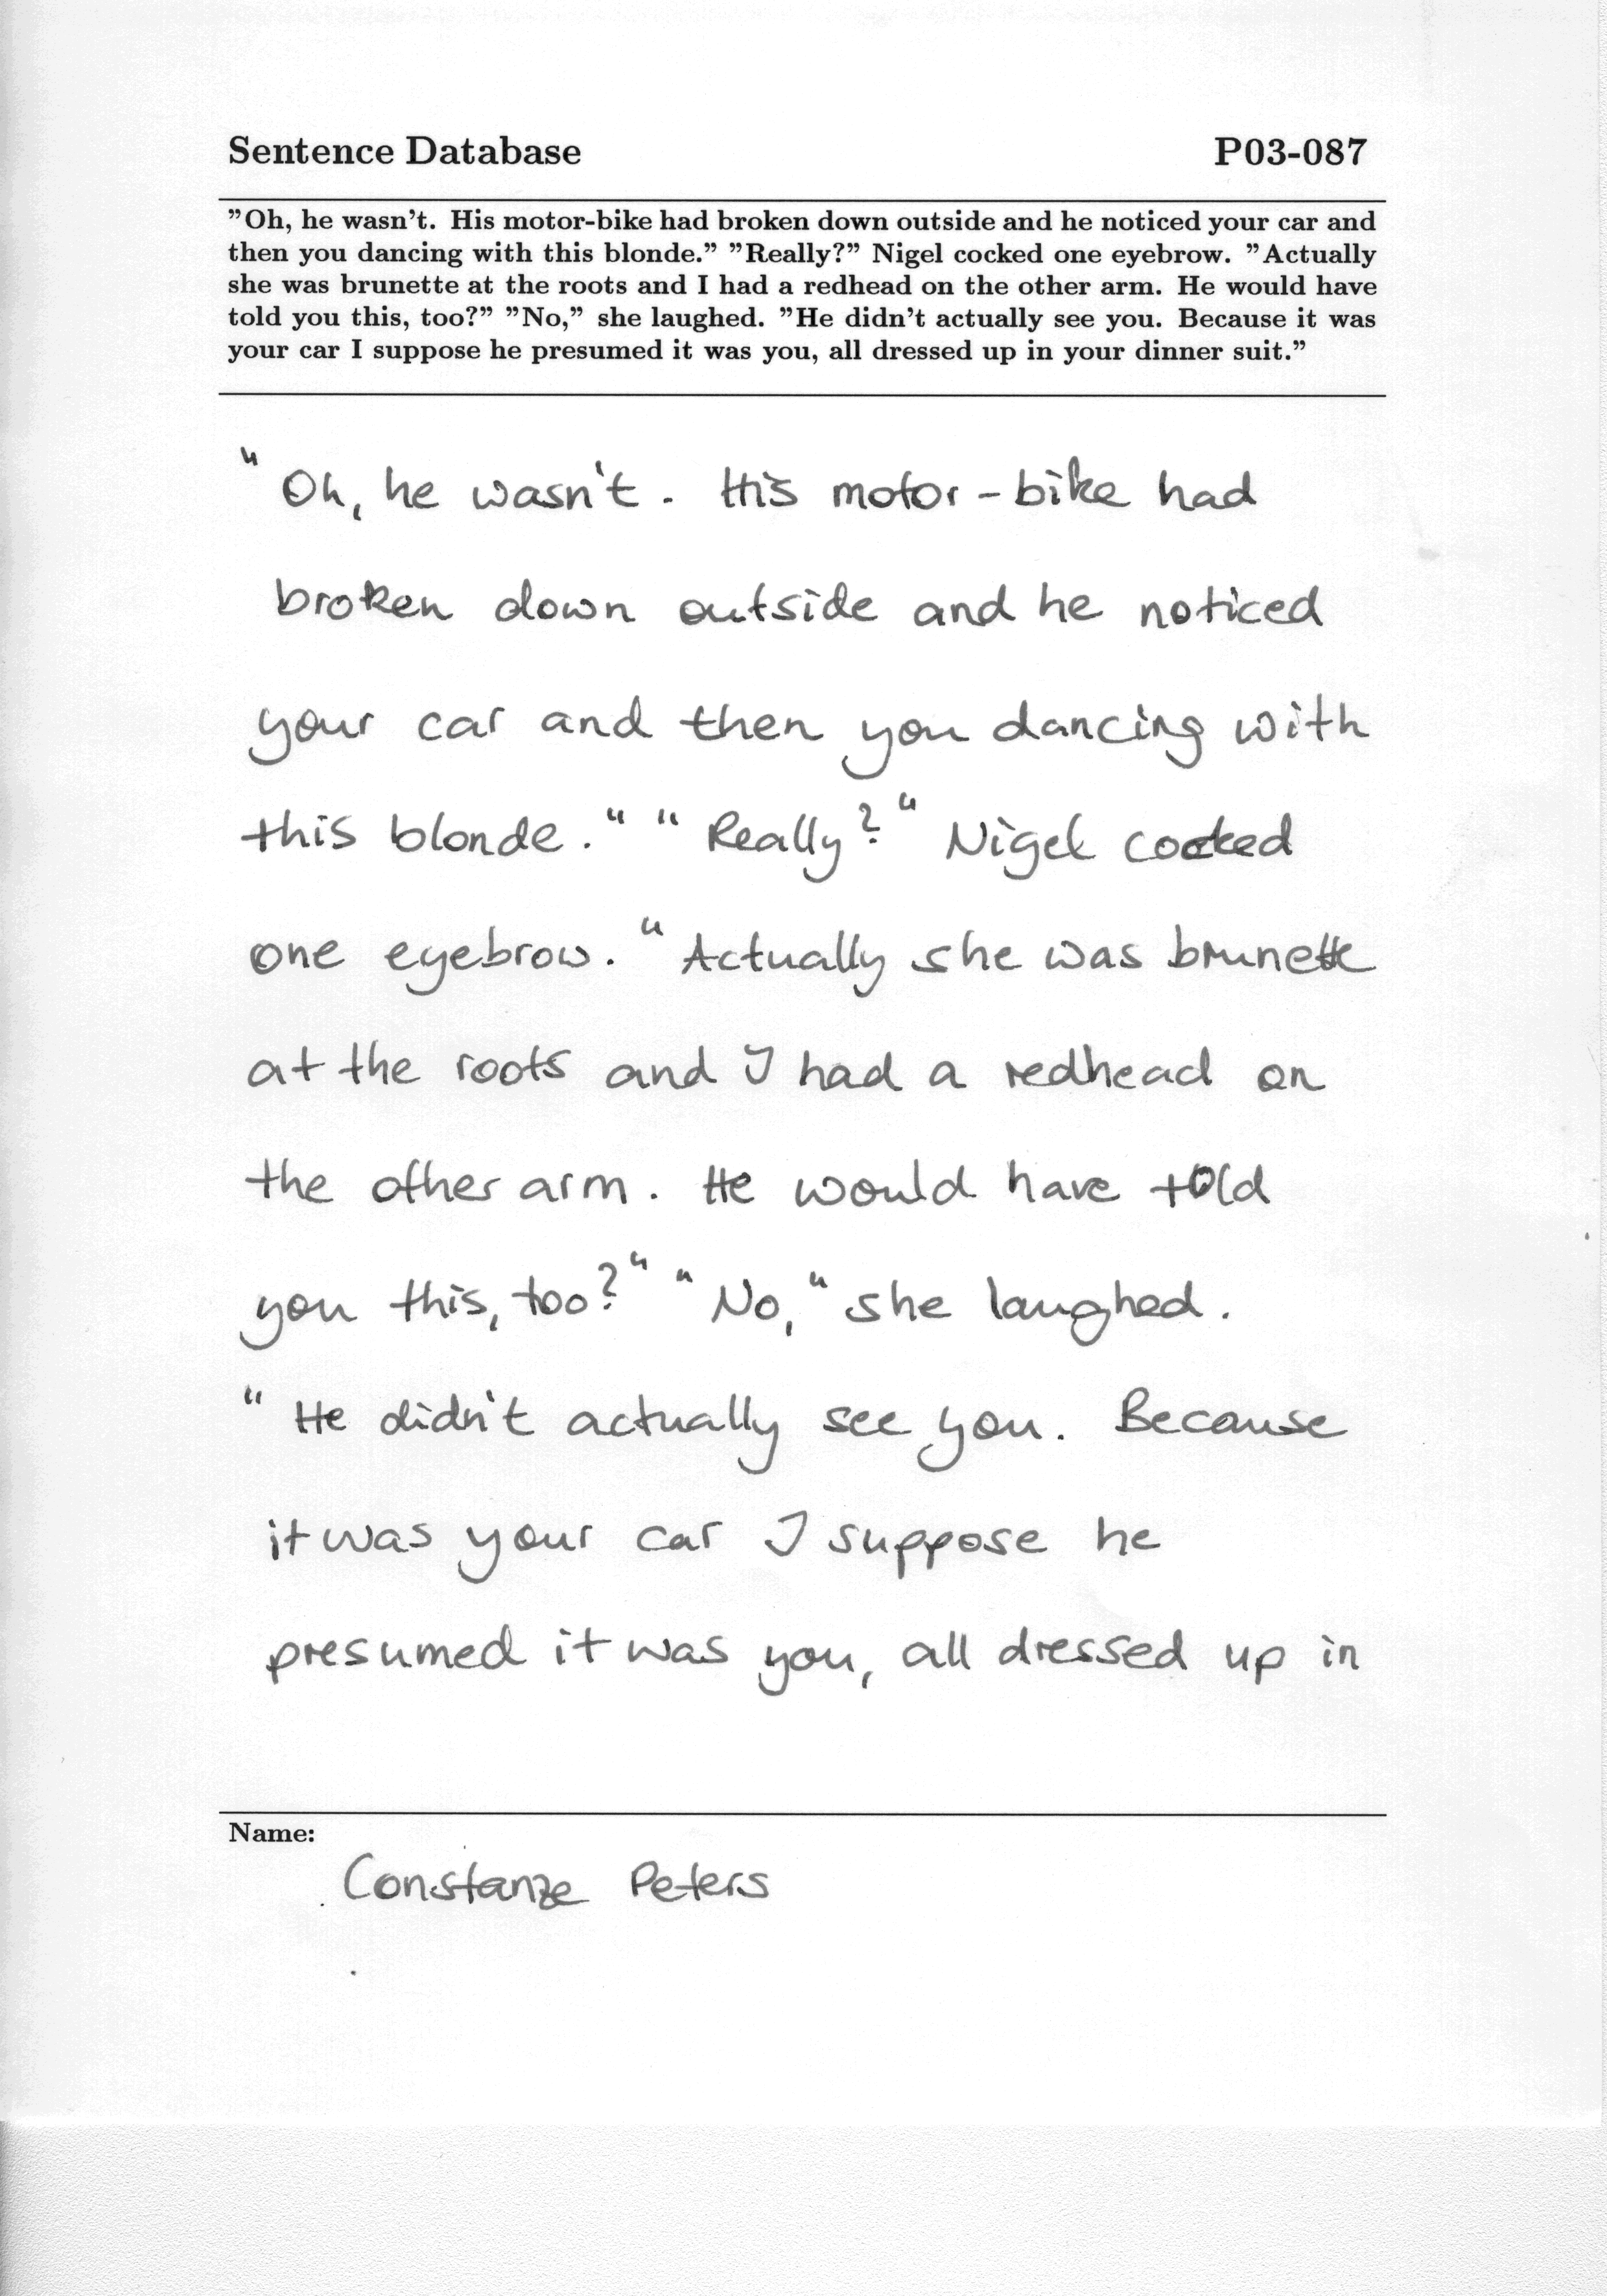 Sentence Database P03-087
"Oh, he wasn't. His motor-bike had broken down outside and he noticed your car and
then you dancing with this blonde." "Really?" Nigel cocked one eyebrow. "Actually
she was brunette at the roots and I had a redhead on the other arm. He would have
told you this, too?" "No," she laughed. "He didn't actually see you. Because it was
your car I suppose he presumed it was you, all dressed up in your dinner suit."
"Oh, he wasn't. His motor-bike had
broken down outside and he noticed
your car and then you dancing with
this blonde." "Really?" Nigel cocked
one eyebrow. "Actually she was brunette
at the roots and I had a redhead on
the other arm. He would have told
you this, too?" "No," she laughed.
"He didn't actually see you. Because
it was your car I suppose he
presumed it was you, all dressed up in
Name:
Constanze Peters